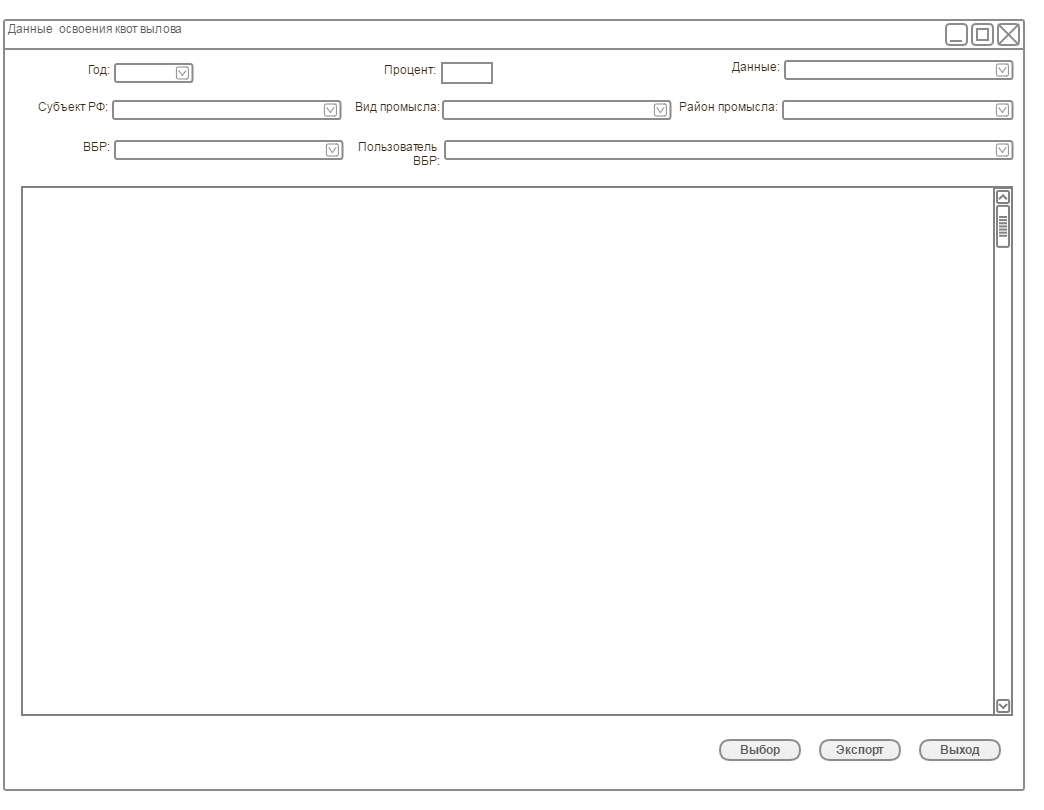 Данные освоения квот вылова
Год:
Процент:
Данные:
Субъект РФ:
Вид промысла:
Район промысла:
ВБР:
Пользователь
ВБР:
Выбор
Экспорт
Выход